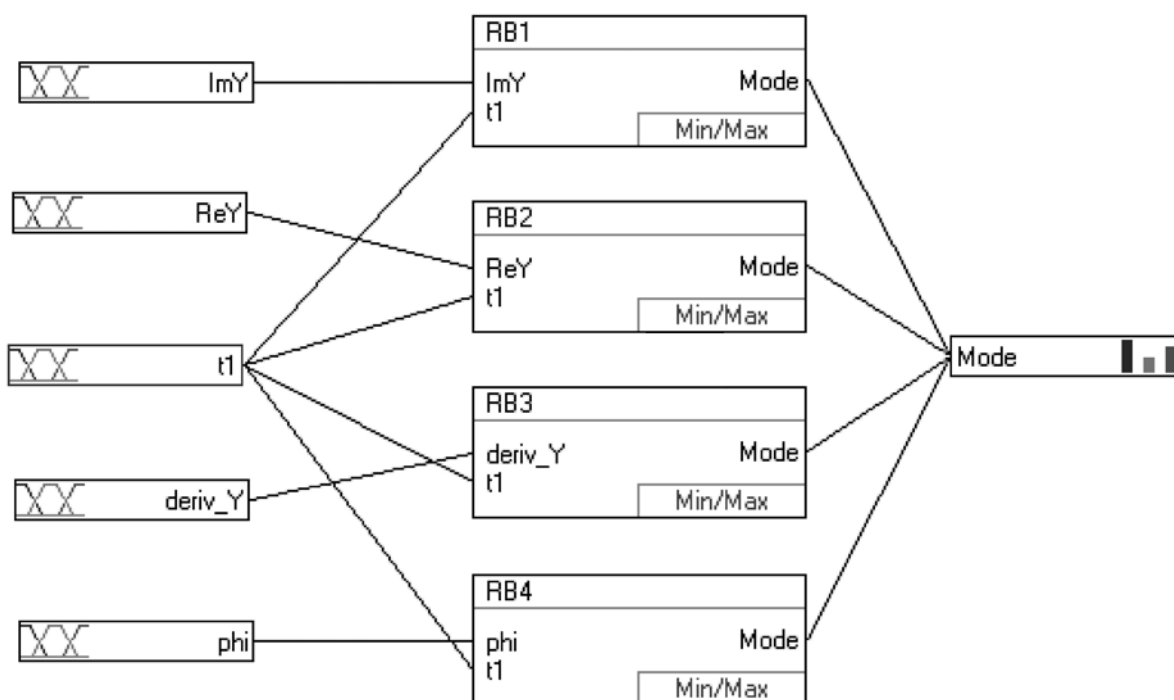 ImY
ReY
t1
deriv_Y
phi
RB1
ImY
t1
Mode
Min/Max
RB2
ReY
t1
Mode
Min/Max
RB3
deriv_Y
t1
Mode
Min/Max
RB4
phi
t1
Mode
Min/Max
Mode